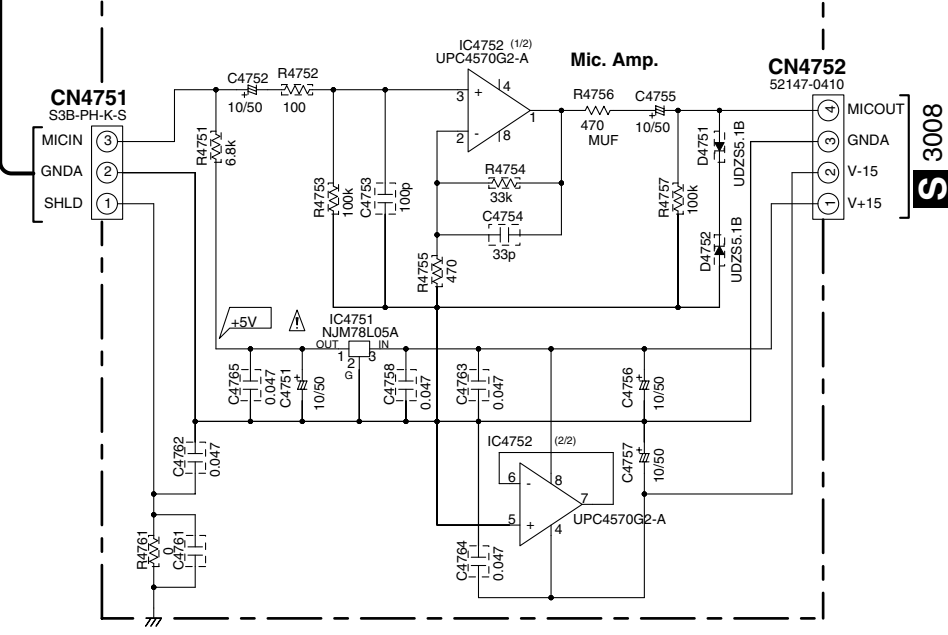 IC4752 (1/2)
UPC4570G2-A
Mic. Amp.
CN4751
S3B-PH-K-S
MICIN 3
GNDA 2
SHLD 1
C4752
+
10/50
R4752
100
R4751
6.8k
3 +
2 -
4
8
1
R4756
470
MUF
C4755
+
10/50
CN4752
52147-0410
4 MICOUT
3 GNDA
2 V-15
1 V+15
S 3008
D4751
UDZS5.1B
R4753
100k
C4753
100p
R4754
33k
C4754
33p
R4757
100k
D4752
UDZS5.1B
R4755
470
+5V
IC4751
NJM78L05A
OUT
1
2
G
3
IN
C4765
0.047
C4751
+
10/50
C4758
0.047
C4763
0.047
C4756
+
10/50
C4762
0.047
IC4752 (2/2)
6 -
5 +
8
7
4
UPC4570G2-A
C4757
+
10/50
R4761
0
C4761
C4764
0.047